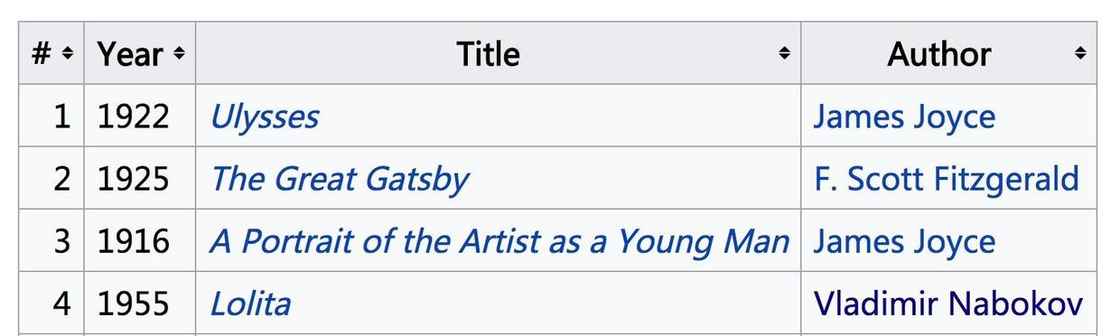 # Year Title Author
1 1922 Ulysses James Joyce
2 1925 The Great Gatsby F. Scott Fitzgerald
3 1916 A Portrait of the Artist as a Young Man James Joyce
4 1955 Lolita Vladimir Nabokov